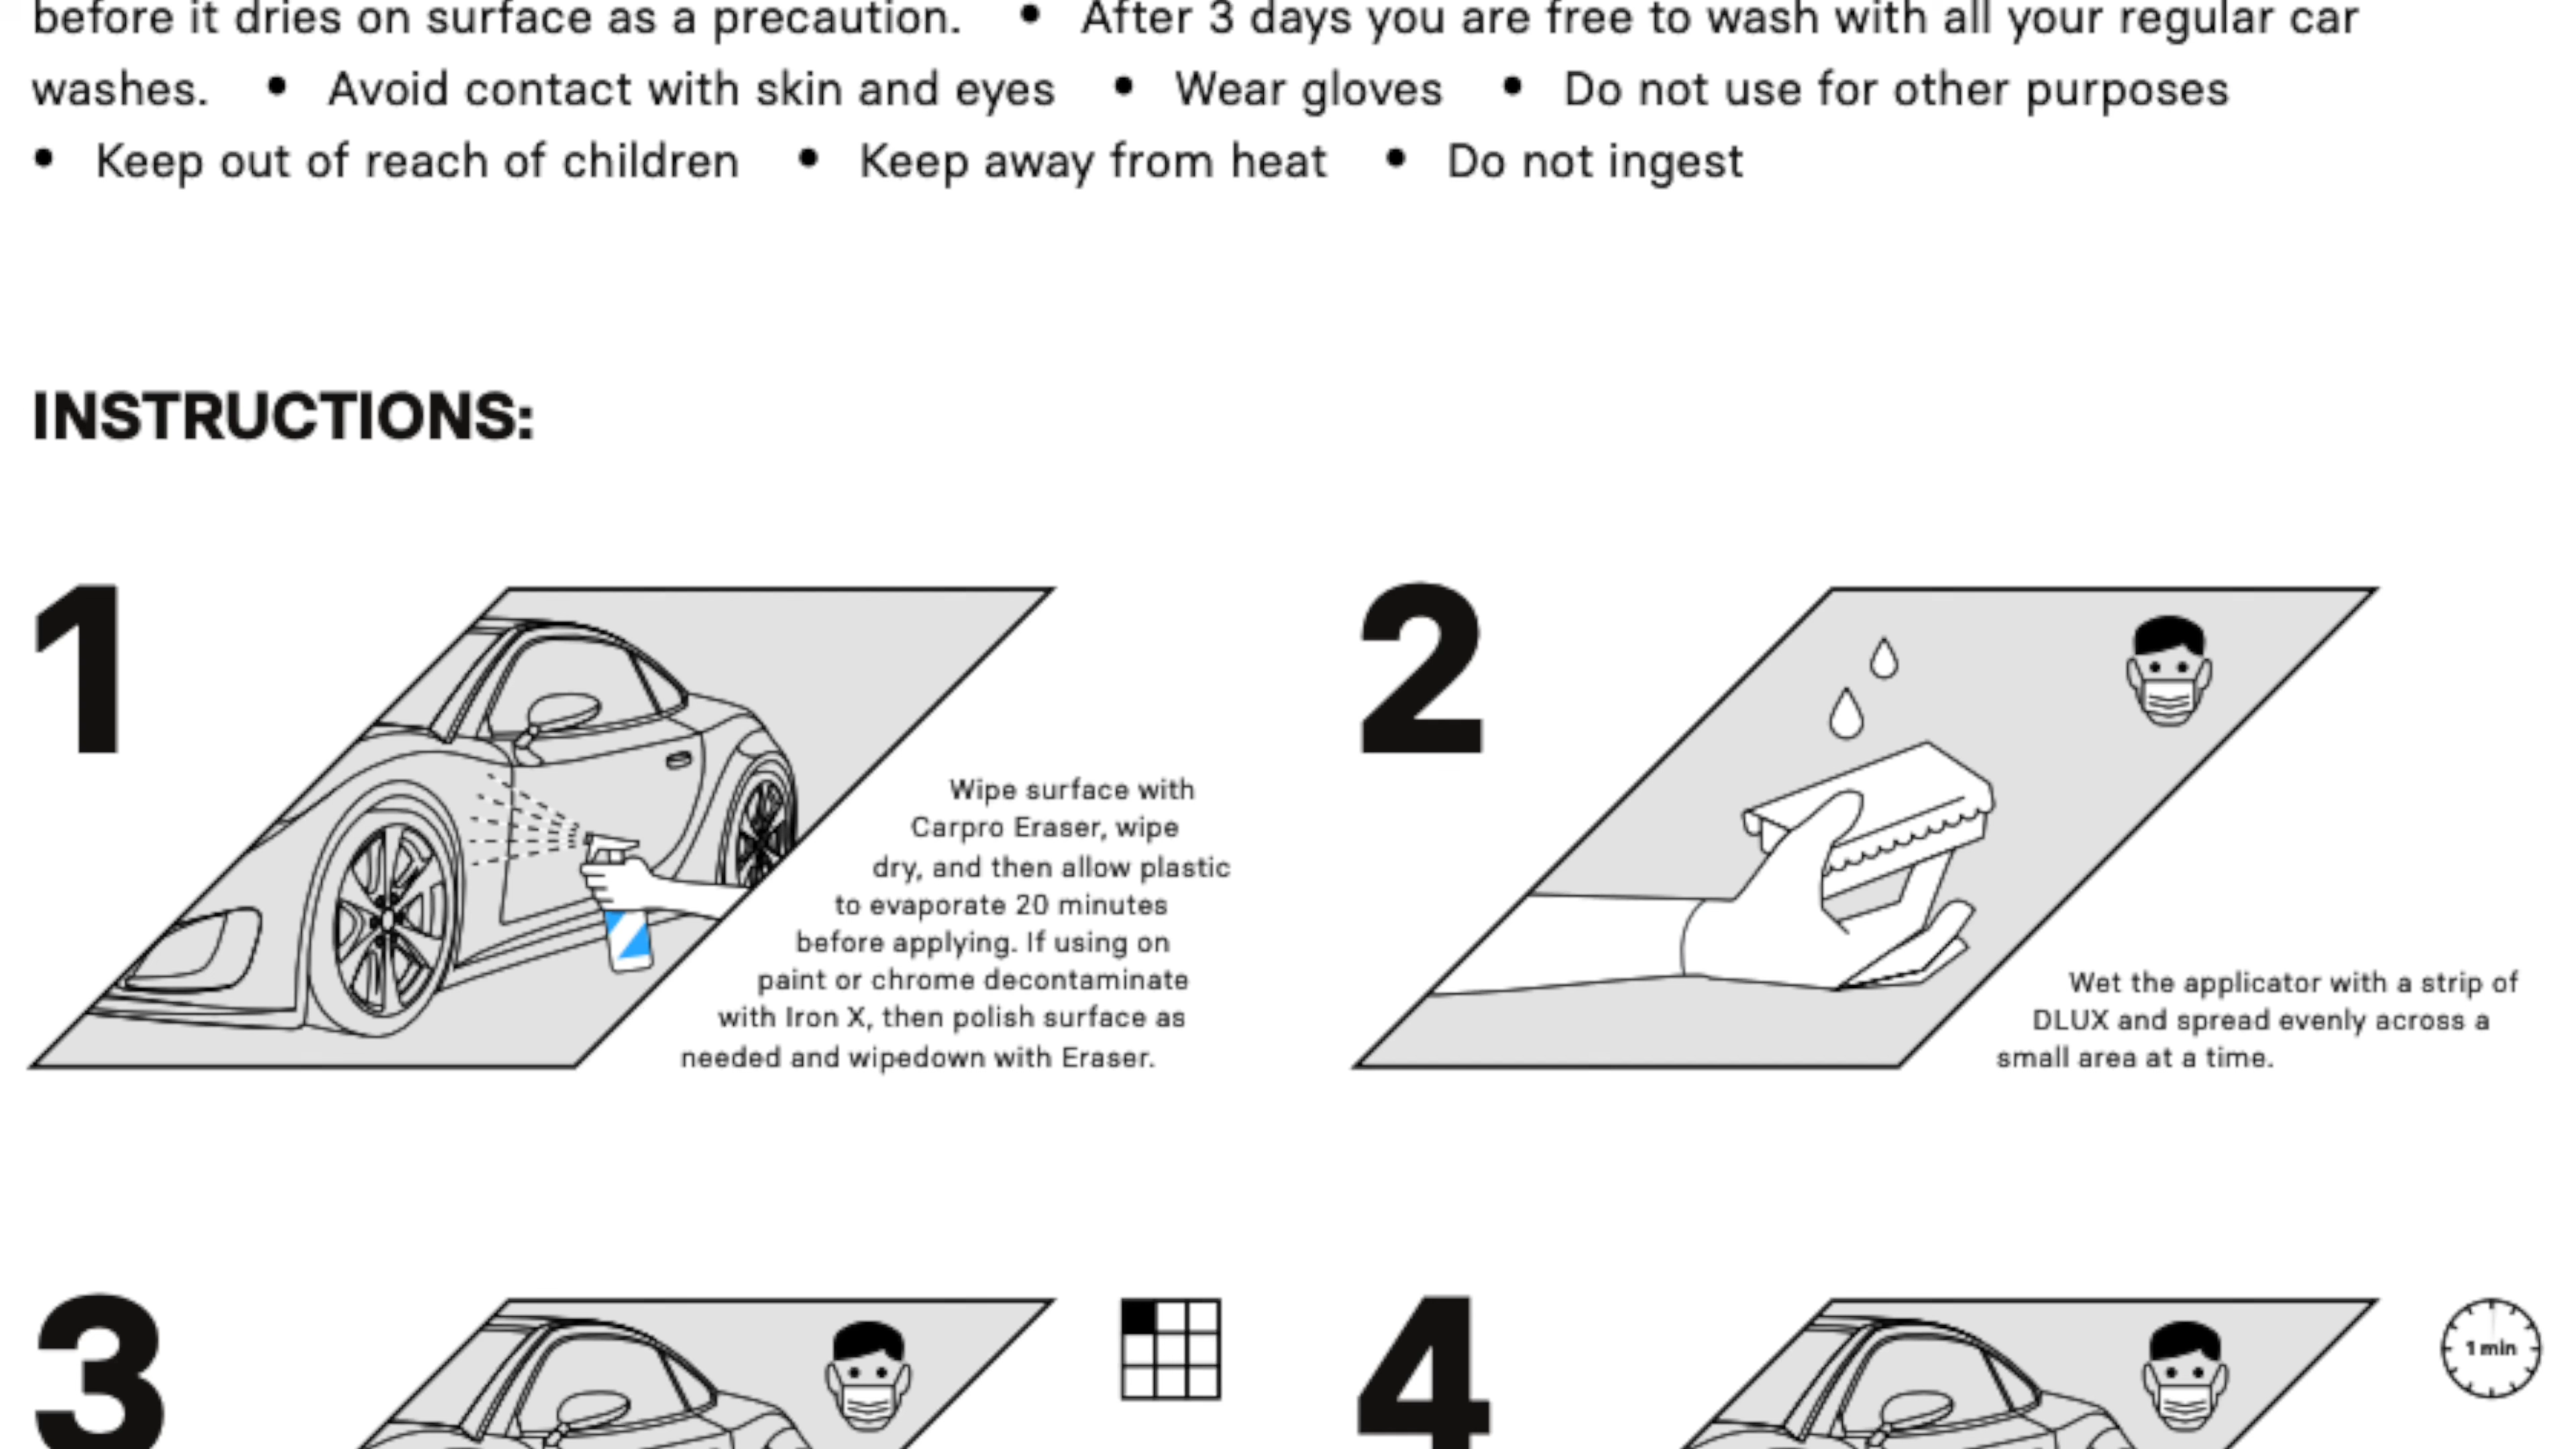 before it dries on surface as a precaution. • After 3 days you are free to wash with all your regular car
washes. • Avoid contact with skin and eyes • Wear gloves • Do not use for other purposes
• Keep out of reach of children • Keep away from heat • Do not ingest
INSTRUCTIONS:
1
Wipe surface with
Carpro Eraser, wipe
dry, and then allow plastic
to evaporate 20 minutes
before applying. If using on
paint or chrome decontaminate
with Iron X, then polish surface as
needed and wipedown with Eraser.
2
Wet the applicator with a strip of
DLUX and spread evenly across a
small area at a time.
3
4
1 min